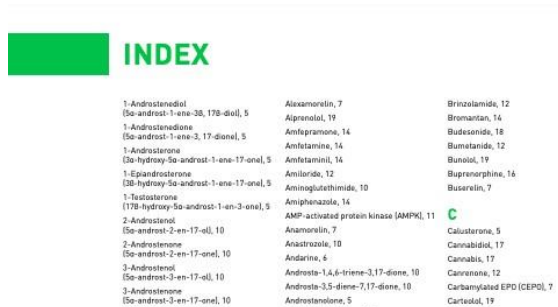 INDEX
1-Androstenediol
(5α-androst-1-ene-3β, 17β-diol), 5
1-Androstenedione
(5α-androst-1-ene-3, 17-dione), 5
1-Androsterone
(3α-hydroxy-5α-androst-1-ene-17-one), 5
1-Epiandrosterone
(3β-hydroxy-5α-androst-1-ene-17-one), 5
1-Testosterone
(17β-hydroxy-5α-androst-1-en-3-one), 5
2-Androstenol
(5α-androst-2-en-17-ol), 10
2-Androstenone
(5α-androst-2-en-17-one), 10
3-Androstenol
(5α-androst-3-en-17-ol), 10
3-Androstenone
(5α-androst-3-en-17-one), 10
Alexamorelin, 7
Alprenolol, 19
Amfepramone, 14
Amfetamine, 14
Amfetaminil, 14
Amiloride, 12
Aminoglutethimide, 10
Amiphenazole, 14
AMP-activated protein kinase (AMPK), 11
Anamorelin, 7
Anastrozole, 10
Andarine, 6
Androsta-1,4,6-triene-3,17-dione, 10
Androsta-3,5-diene-7,17-dione, 10
Androstanolone, 5
Brinzolamide, 12
Bromantan, 14
Budesonide, 18
Bumetanide, 12
Bunolol, 19
Buprenorphine, 16
Buserelin, 7
C
Calusterone, 5
Cannabidiol, 17
Cannabis, 17
Canrenone, 12
Carbamylated EPO (CEPO),
Carteolol, 19